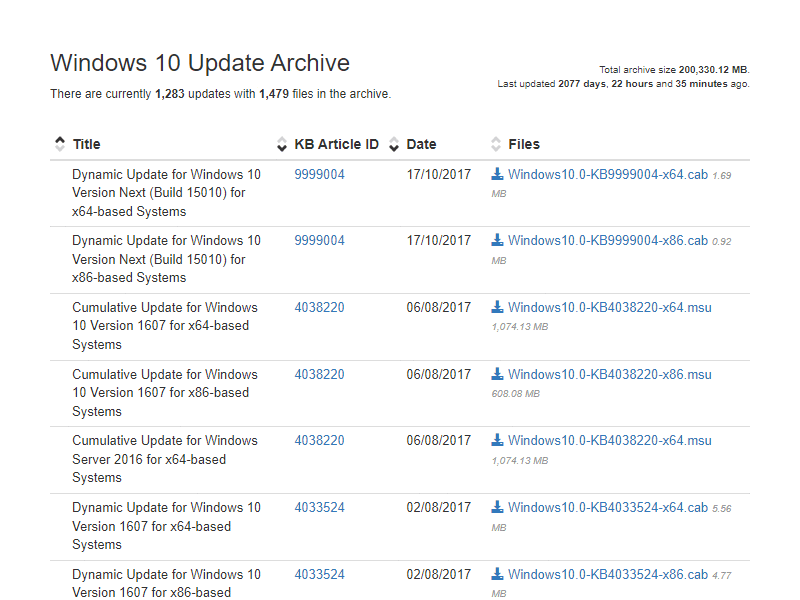 Windows 10 Update Archive
Total archive size 200,330.12 MB.
There are currently 1,283 updates with 1,479 files in the archive.
Last updated 2077 days, 22 hours and 35 minutes ago.
Title KB Article ID Date Files
Dynamic Update for Windows 10 9999004 17/10/2017 Windows10.0-KB9999004-x64.cab 1.69
Version Next (Build 15010) for MB
x64-based Systems
Dynamic Update for Windows 10 9999004 17/10/2017 Windows10.0-KB9999004-x86.cab 0.92
Version Next (Build 15010) for MB
x86-based Systems
Cumulative Update for Windows 4038220 06/08/2017 Windows10.0-KB4038220-x64.msu
10 Version 1607 for x64-based 1,074.13 MB
Systems
Cumulative Update for Windows 4038220 06/08/2017 Windows10.0-KB4038220-x86.msu
10 Version 1607 for x86-based 608.08 MB
Systems
Cumulative Update for Windows 4038220 06/08/2017 Windows10.0-KB4038220-x64.msu
Server 2016 for x64-based 1,074.13 MB
Systems
Dynamic Update for Windows 10 4033524 02/08/2017 Windows10.0-KB4033524-x64.cab 5.56
Version 1607 for x64-based MB
Systems
Dynamic Update for Windows 10 4033524 02/08/2017 Windows10.0-KB4033524-x86.cab 4.77
Version 1607 for x86-based MB